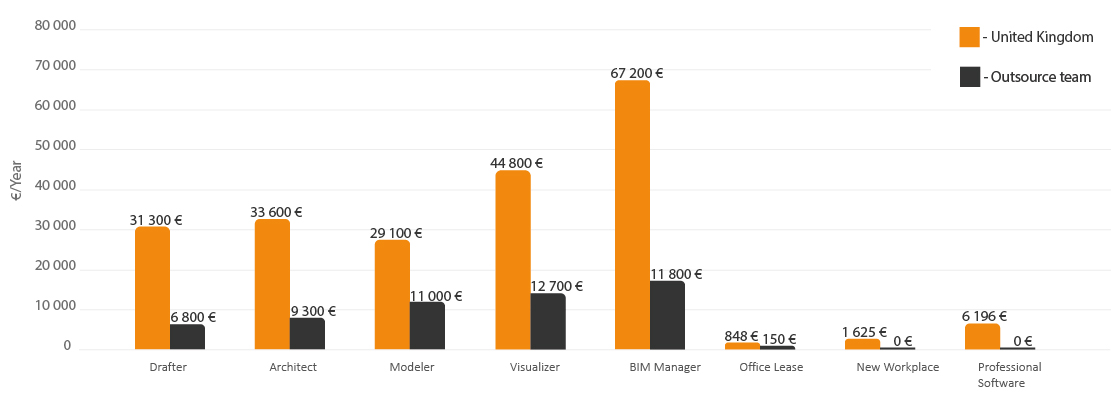 80 000
70 000
60 000
50 000
40 000
30 000
20 000
10 000
0
€/Year
- United Kingdom
- Outsource team
31 300 €
6 800 €
33 600 €
9 300 €
29 100 €
11 000 €
44 800 €
12 700 €
67 200 €
11 800 €
848 €
150 €
1 625 €
0 €
6 196 €
0 €
Drafter
Architect
Modeler
Visualizer
BIM Manager
Office Lease
New Workplace
Professional
Software